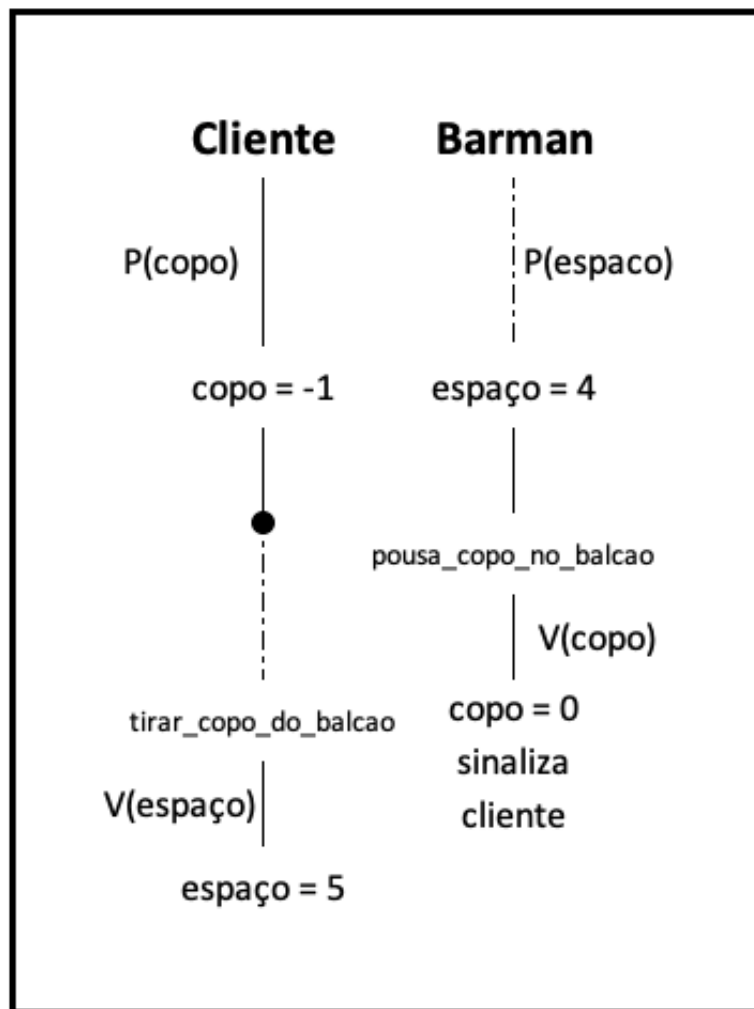 Cliente Barman
P(copo) P(espaco)
copo = -1 espaço = 4
pousa_copo_no_balcao
V(copo)
tirar_copo_do_balcao copo = 0
sinaliza
V(espaço) cliente
espaço = 5